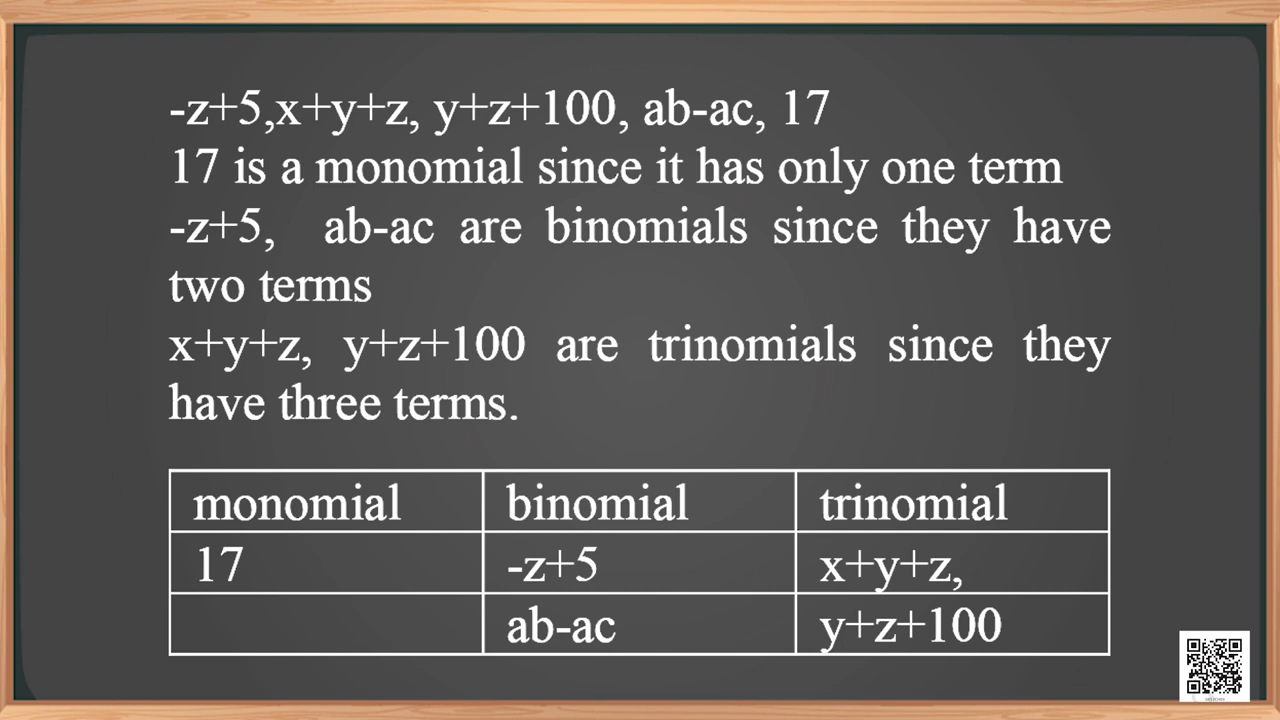 -z+5,x+y+z, y+z+100, ab-ac, 17
17 is a monomial since it has only one term
-z+5, ab-ac are binomials since they have
two terms
x+y+z, y+z+100 are trinomials since they
have three terms.
monomial binomial trinomial
17 -z+5 x+y+z,
ab-ac y+z+100